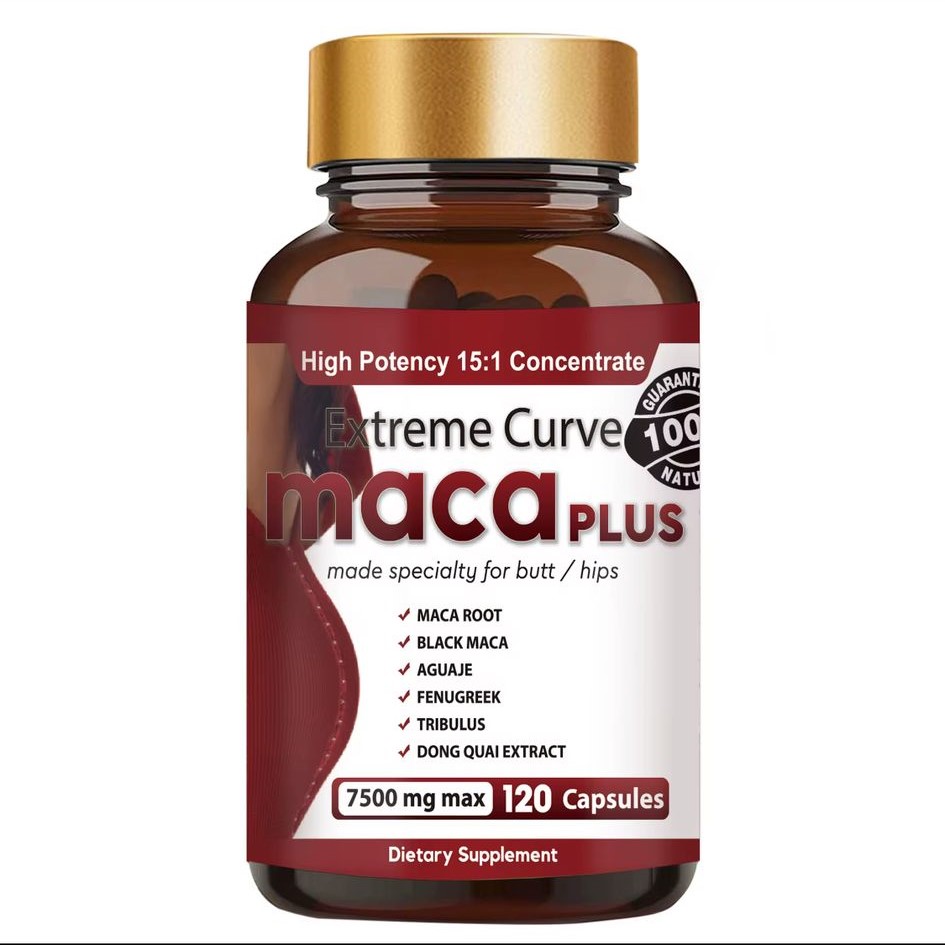 High Potency 15:1 Concentrate
Extreme Curve
maca PLUS
made specialty for butt / hips
MACA ROOT
BLACK MACA
AGUAJE
FENUGREEK
TRIBULUS
DONG QUAI EXTRACT
7500 mg max 120 Capsules
Dietary Supplement